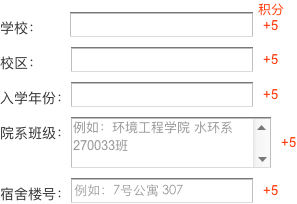 积分
学校： +5
校区： +5
入学年份： +5
院系班级： 例如：环境工程学院 水环系
270033班 +5
宿舍楼号： 例如：7号公寓 307 +5